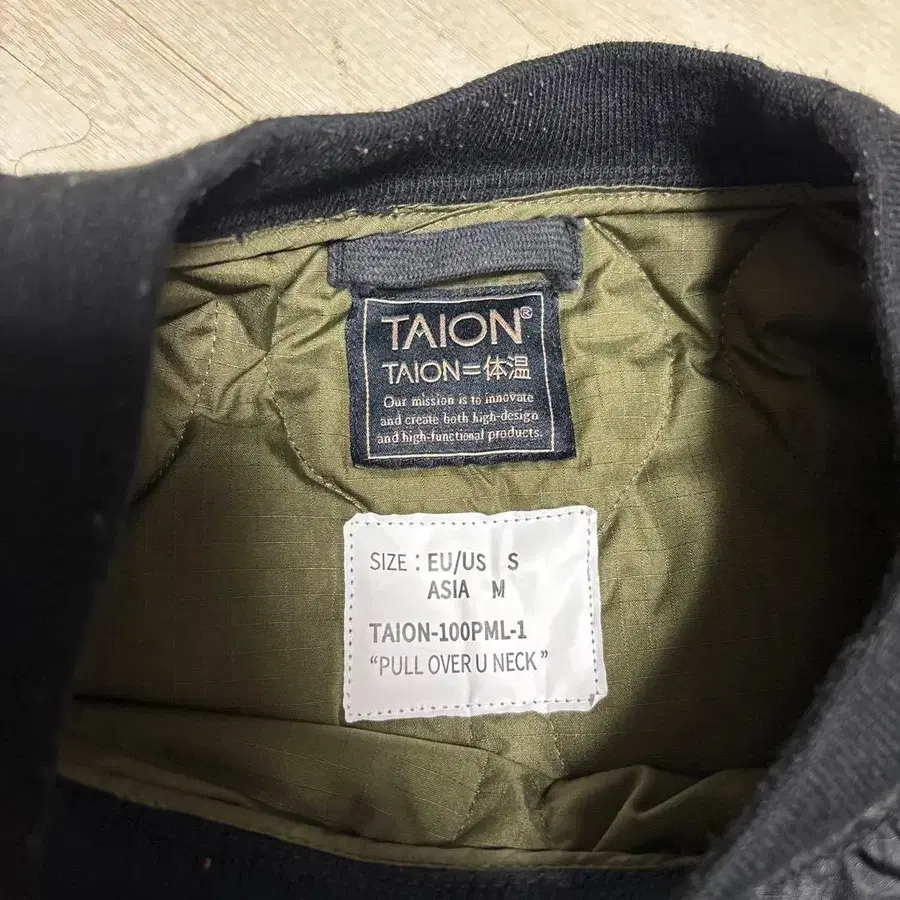 TAION®
TAION=体温
Our mission is to innovate
and create both high-design
and high-functional products.
SIZE : EU/US S
ASIA M
TAION-100PML-1
“PULL OVER U NECK”